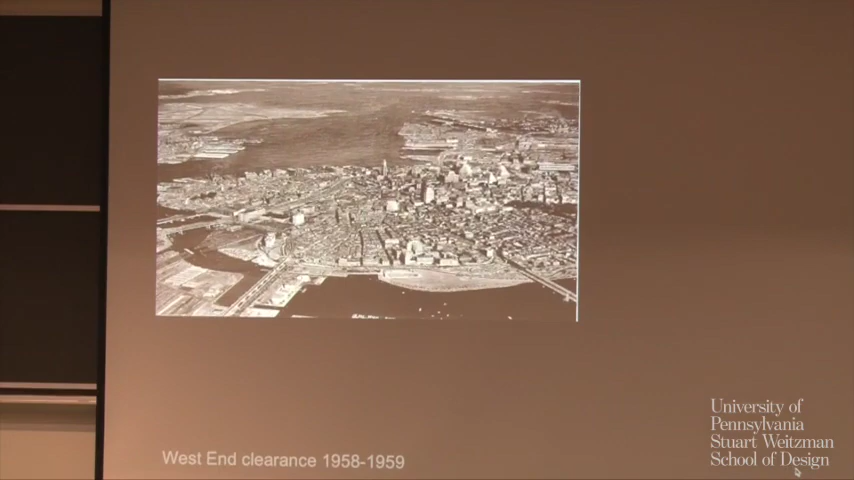 West End clearance 1958-1959
University of
Pennsylvania
Stuart Weitzman
School of Design